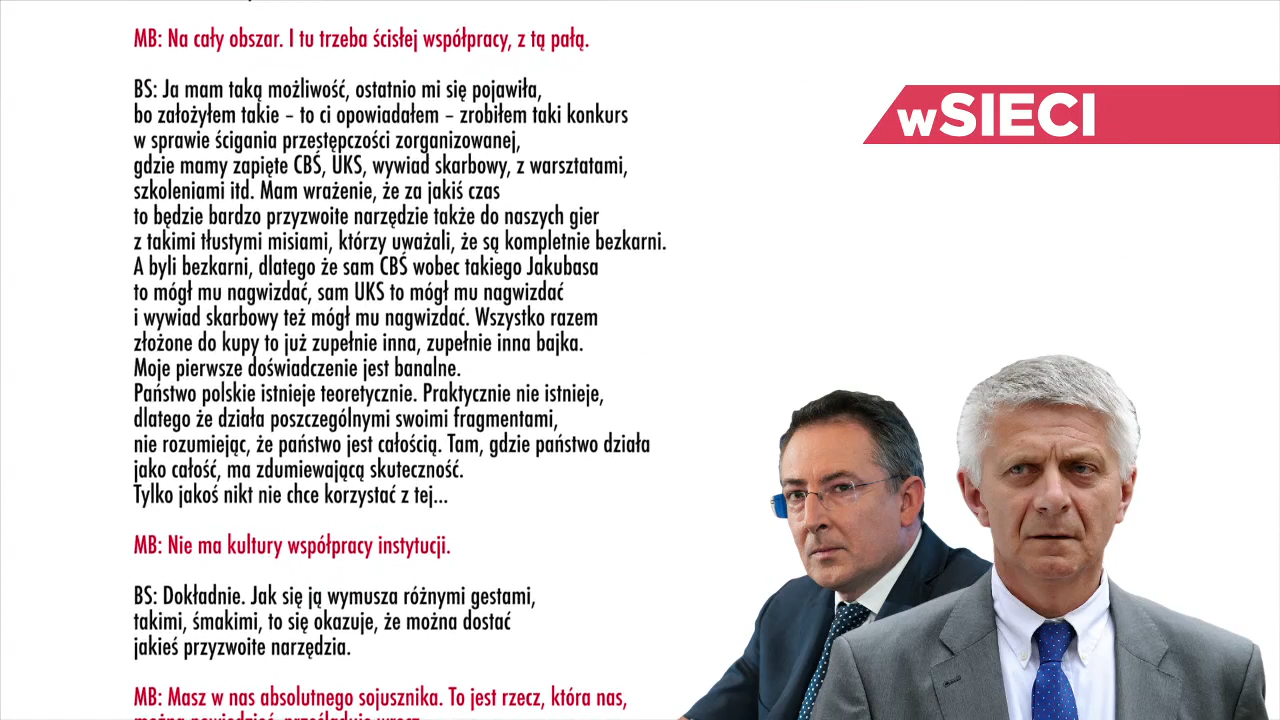 MB: Na cały obszar. I tu trzeba ścisłej współpracy, z tą pałą.
BS: Ja mam taką możliwość, ostatnio mi się pojawiła,
bo założyłem takie – to ci opowiadałem – zrobiłem taki konkurs
w sprawie ścigania przestępczości zorganizowanej,
gdzie mamy zapięte CBŚ, UKS, wywiad skarbowy, z warsztatami,
szkoleniami itd. Mam wrażenie, że za jakiś czas
to będzie bardzo przyzwoite narzędzie także do naszych gier
z takimi tłustymi misiami, którzy uważali, że są kompletnie bezkarni.
A byli bezkarni, dlatego że sam CBŚ wobec takiego Jakubasa
to mógł mu nagwizdać, sam UKS to mógł mu nagwizdać
i wywiad skarbowy też mógł mu nagwizdać. Wszystko razem
złożone do kupy to już zupełnie inna, zupełnie inna bajka.
Moje pierwsze doświadczenie jest banalne.
Państwo polskie istnieje teoretycznie. Praktycznie nie istnieje,
dlatego że działa poszczególnymi swoimi fragmentami,
nie rozumiejąc, że państwo jest całością. Tam, gdzie państwo działa
jako całość, ma zdumiewającą skuteczność.
Tylko jakoś nikt nie chce korzystać z tej...
MB: Nie ma kultury współpracy instytucji.
BS: Dokładnie. Jak się ją wymusza różnymi gestami,
takimi, śmakimi, to się okazuje, że można dostać
jakieś przyzwoite narzędzia.
MB: Masz w nas absolutnego sojusznika. To jest rzecz, która nas,
można powiedzieć, prześladuje wręcz
wSIECI